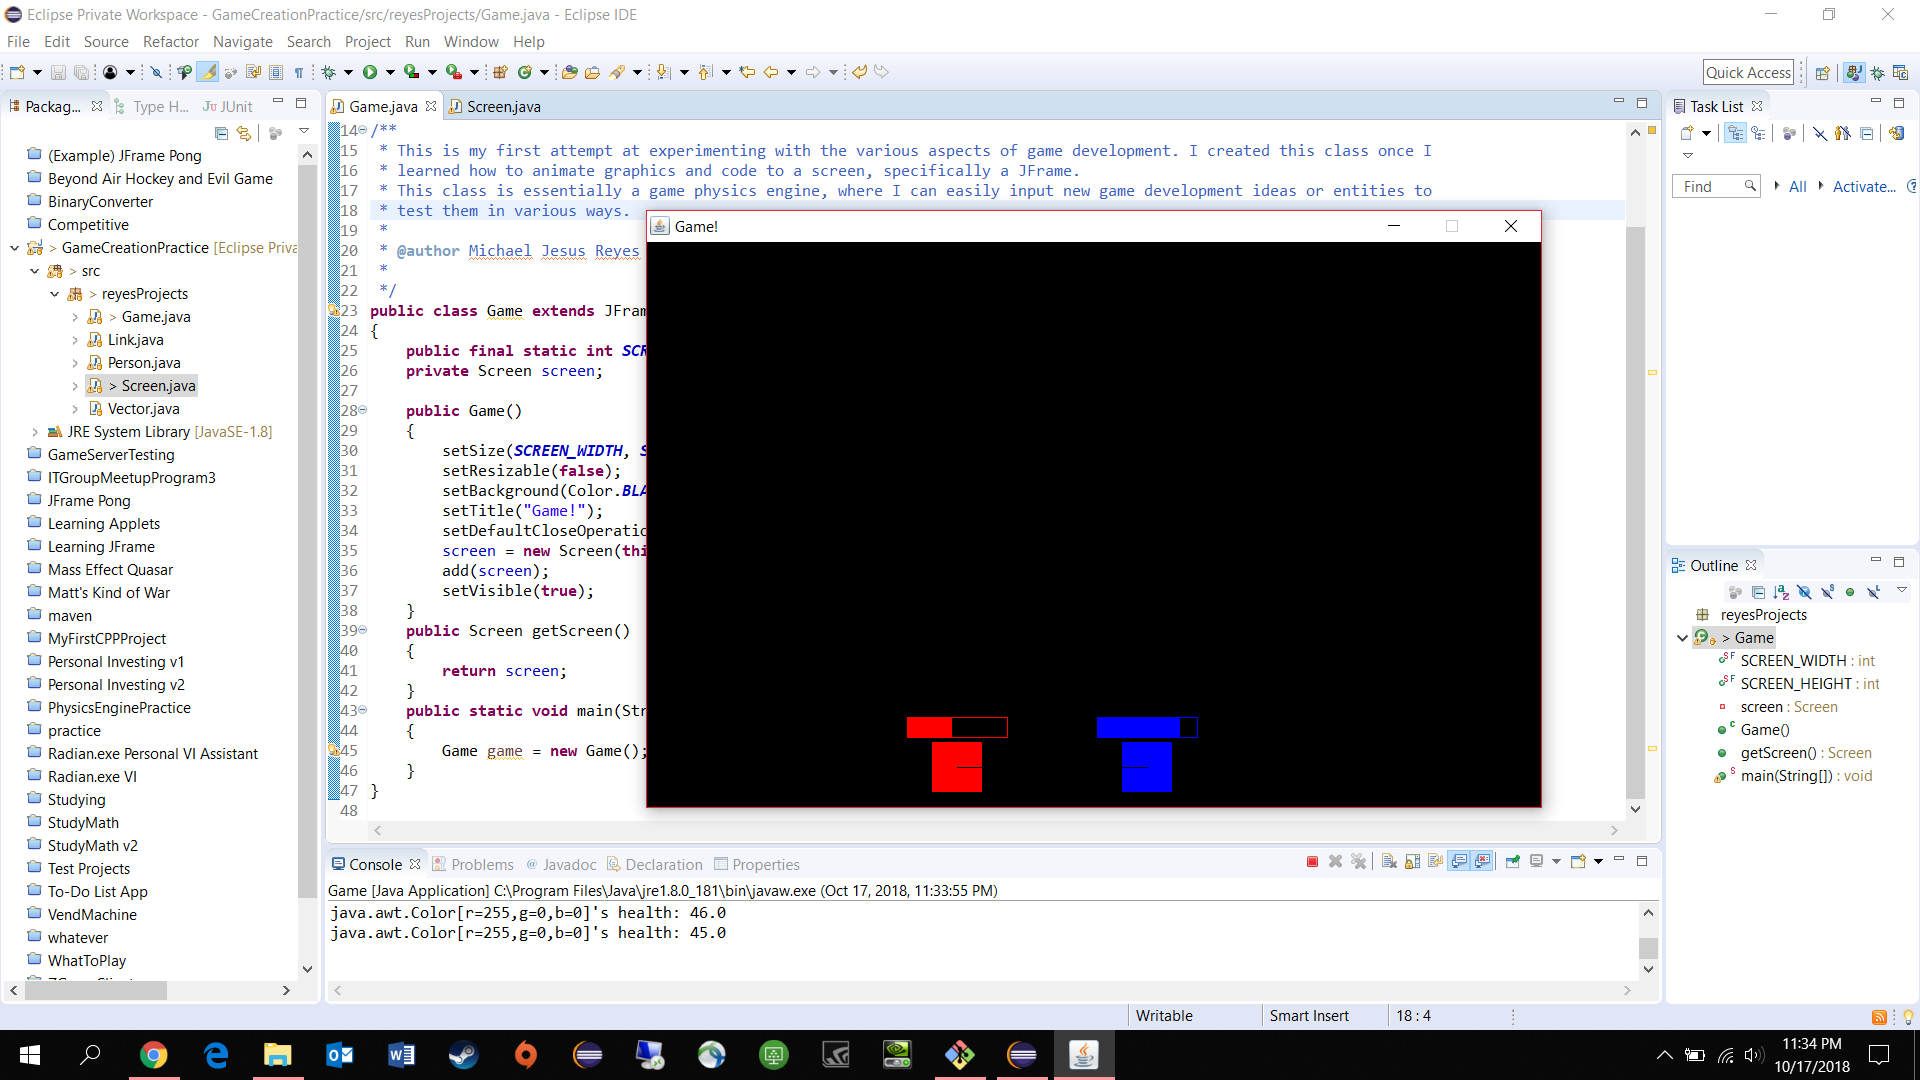 Eclipse Private Workspace - GameCreationPractice/src/reyesProjects/Game.java - Eclipse IDE
File Edit Source Refactor Navigate Search Project Run Window Help
Quick Access
Packag... Type H... JUnit
(Example) JFrame Pong
Beyond Air Hockey and Evil Game
BinaryConverter
Competitive
> GameCreationPractice [Eclipse Priva
> src
> reyesProjects
> Game.java
Link.java
Person.java
> Screen.java
Vector.java
JRE System Library [JavaSE-1.8]
GameServerTesting
ITGroupMeetupProgram3
JFrame Pong
Learning Applets
Learning JFrame
Mass Effect Quasar
Matt's Kind of War
maven
MyFirstCPPProject
Personal Investing v1
Personal Investing v2
PhysicsEnginePractice
practice
Radian.exe Personal VI Assistant
Radian.exe VI
Studying
StudyMath
StudyMath v2
Test Projects
To-Do List App
VendMachine
whatever
WhatToPlay
Game.java Screen.java
14 /**
15 * This is my first attempt at experimenting with the various aspects of game development. I created this class once I
16 * learned how to animate graphics and code to a screen, specifically a JFrame.
17 * This class is essentially a game physics engine, where I can easily input new game development ideas or entities to
18 * test them in various ways.
19 *
20 * @author Michael Jesus Reyes
21 *
22 */
23 public class Game extends JFram
24 {
25 public final static int SCR
26 private Screen screen;
27
28 public Game()
29 {
30 setSize(SCREEN_WIDTH, S
31 setResizable(false);
32 setBackground(Color.BLA
33 setTitle("Game!");
34 setDefaultCloseOperatio
35 screen = new Screen(thi
36 add(screen);
37 setVisible(true);
38 }
39 public Screen getScreen()
40 {
41 return screen;
42 }
43 public static void main(Str
44 {
45 Game game = new Game();
46 }
47 }
48
Game!
Console Problems Javadoc Declaration Properties
Game [Java Application] C:\Program Files\Java\jre1.8.0_181\bin\javaw.exe (Oct 17, 2018, 11:33:55 PM)
java.awt.Color[r=255,g=0,b=0]'s health: 46.0
java.awt.Color[r=255,g=0,b=0]'s health: 45.0
Task List
Find All Activate...
Outline
reyesProjects
> Game
SCREEN_WIDTH : int
SCREEN_HEIGHT : int
screen : Screen
Game()
getScreen() : Screen
main(String[]) : void
Writable Smart Insert 18 : 4
11:34 PM
10/17/2018